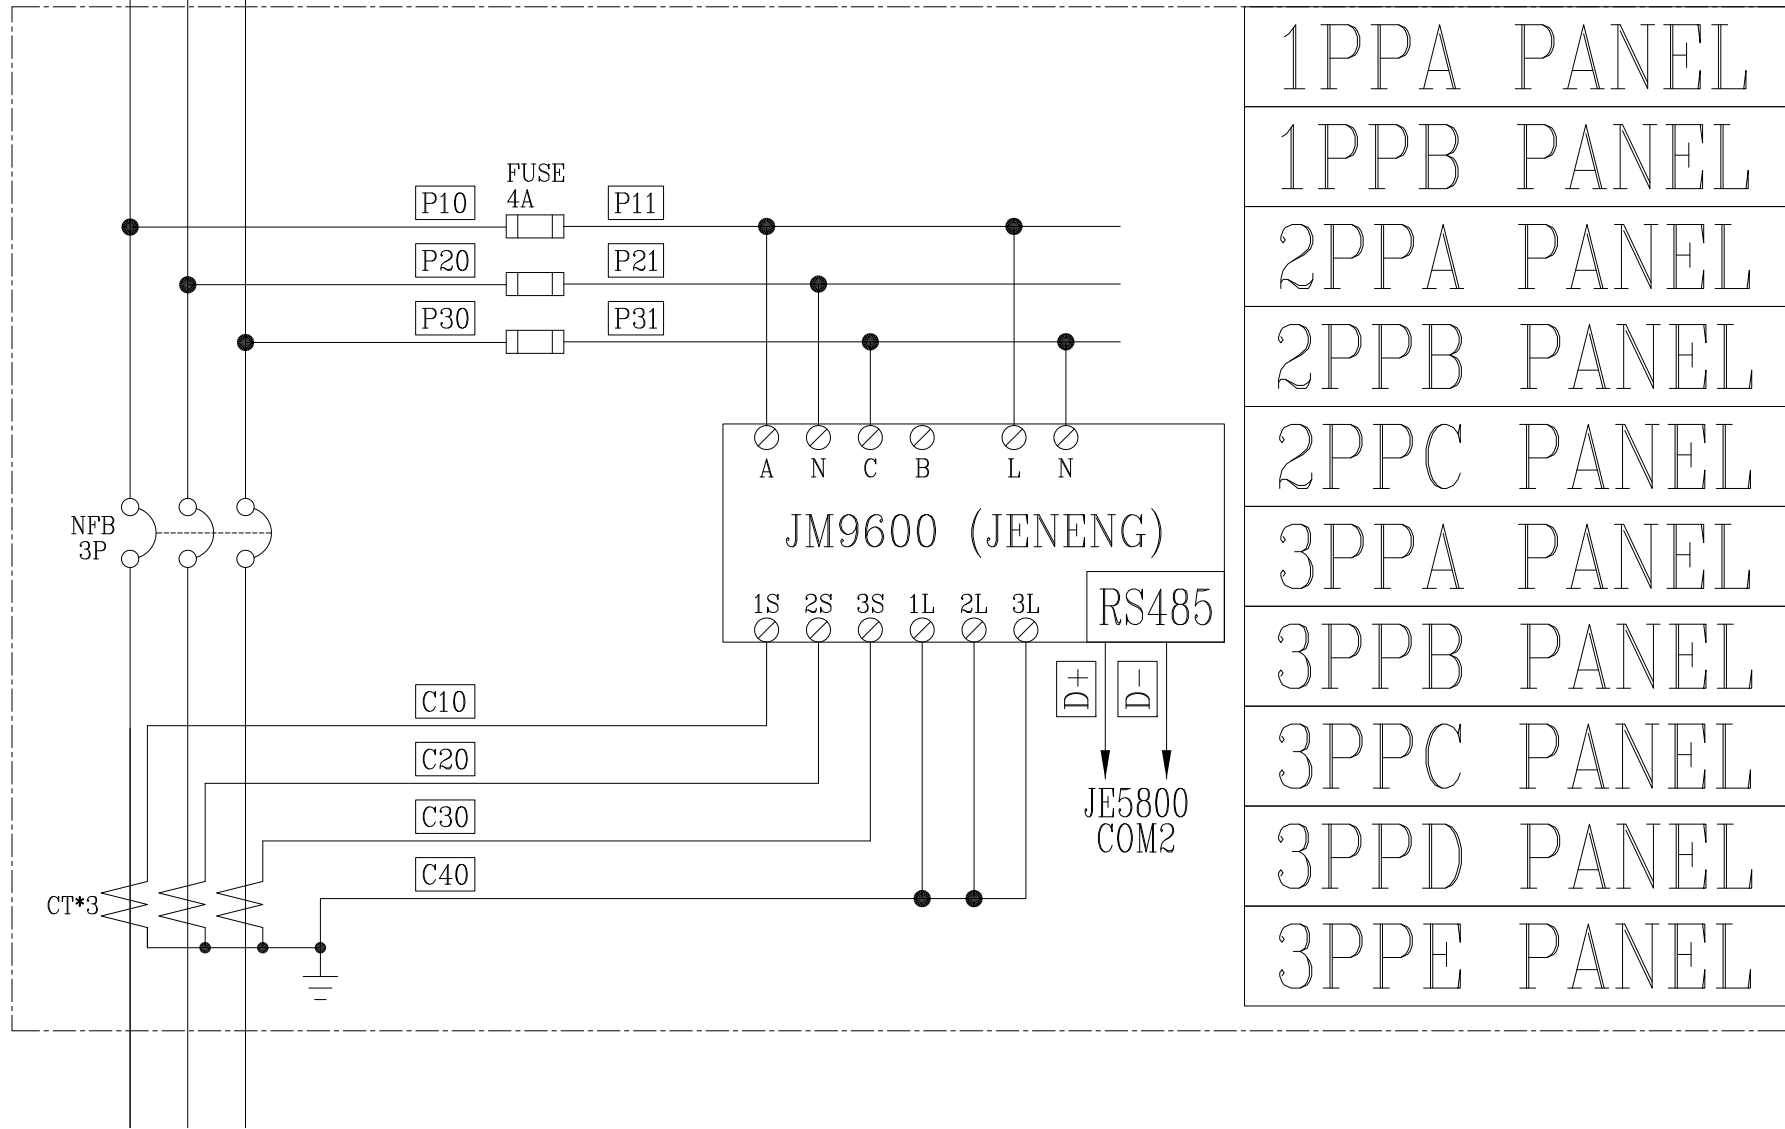 1PPA PANEL
1PPB PANEL
2PPA PANEL
2PPB PANEL
2PPC PANEL
3PPA PANEL
3PPB PANEL
3PPC PANEL
3PPD PANEL
3PPE PANEL
FUSE
4A
P10
P11
P20
P21
P30
P31
A N C B L N
JM9600 (JENENG)
NFB
3P
1S 2S 3S 1L 2L 3L
RS485
D+
D-
C10
C20
C30
C40
JE5800
COM2
CT*3